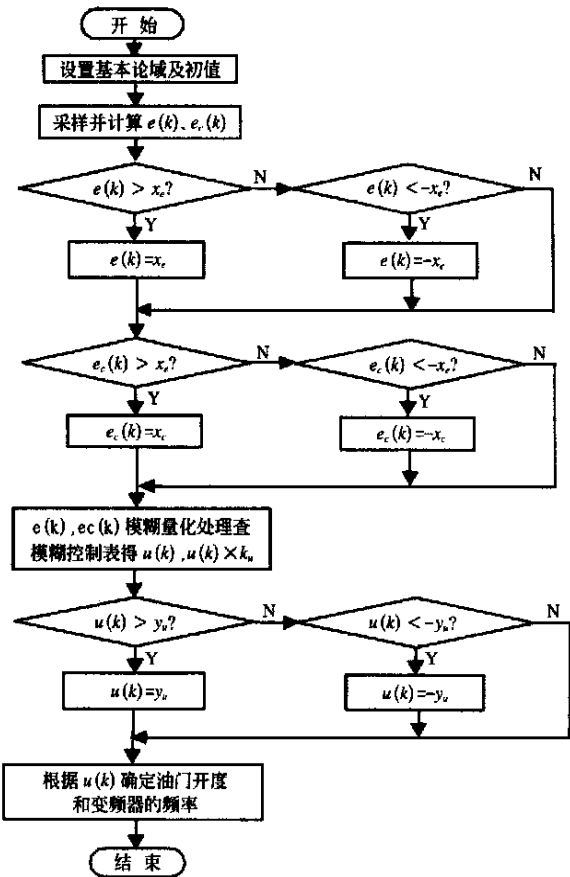 开 始
设置基本论域及初值
采样并计算 e(k)、e_c(k)
e(k) > x_e?
N
e(k) <-x_e?
N
Y
Y
e(k)=x_e
e(k)=-x_e
e_c(k) > x_e?
N
e_c(k) <-x_e?
N
Y
Y
e_c(k)=x_c
e_c(k)=-x_c
e(k),ec(k) 模糊量化处理查
模糊控制表得 u(k),u(k)×k_u
u(k) > y_u?
N
u(k) <-y_u?
N
Y
Y
u(k)=y_u
u(k)=-y_u
根据 u(k) 确定油门开度
和变频器的频率
结 束